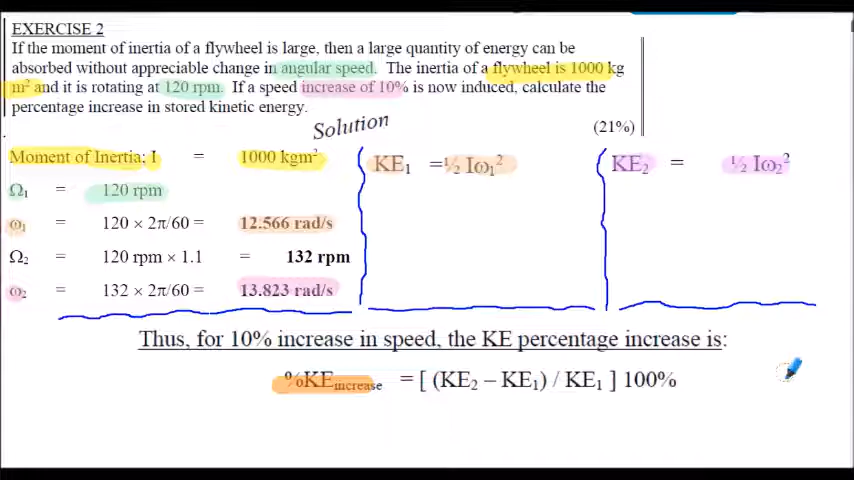 EXERCISE 2
If the moment of inertia of a flywheel is large, then a large quantity of energy can be
absorbed without appreciable change in angular speed. The inertia of a flywheel is 1000 kg
m² and it is rotating at 120 rpm. If a speed increase of 10% is now induced, calculate the
percentage increase in stored kinetic energy.
(21%)
Solution
Moment of Inertia; I = 1000 kgm²
Ω₁ = 120 rpm
ω₁ = 120 × 2π/60 = 12.566 rad/s
Ω₂ = 120 rpm × 1.1 = 132 rpm
ω₂ = 132 × 2π/60 = 13.823 rad/s
KE₁ =½ Iω₁²
KE₂ = ½ Iω₂²
Thus, for 10% increase in speed, the KE percentage increase is:
%KEincrease = [ (KE₂ – KE₁) / KE₁ ] 100%